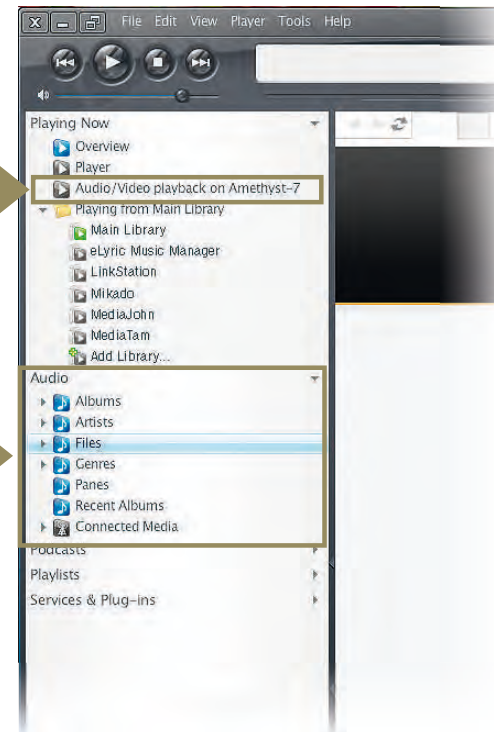 File Edit View Player Tools Help
Playing Now
Overview
Player
Audio/Video playback on Amethyst-7
Playing from Main Library
Main Library
eLyric Music Manager
LinkStation
Mikado
MediaJohn
MediaTam
Add Library...
Audio
Albums
Artists
Files
Genres
Panes
Recent Albums
Connected Media
Podcasts
Playlists
Services & Plug-ins